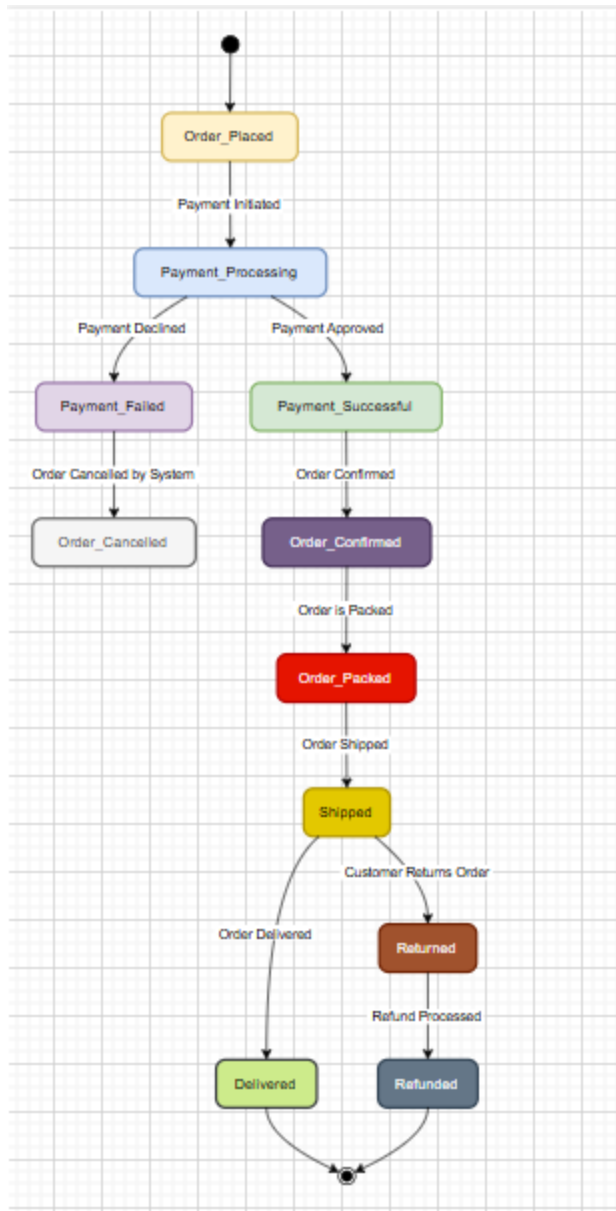 Order_Placed
Payment Initiated
Payment_Processing
Payment Declined
Payment Approved
Payment_Failed
Payment_Successful
Order Cancelled by System
Order Confirmed
Order_Cancelled
Order_Confirmed
Order is Packed
Order_Packed
Order Shipped
Shipped
Customer Returns Order
Order Delivered
Returned
Refund Processed
Delivered
Refunded